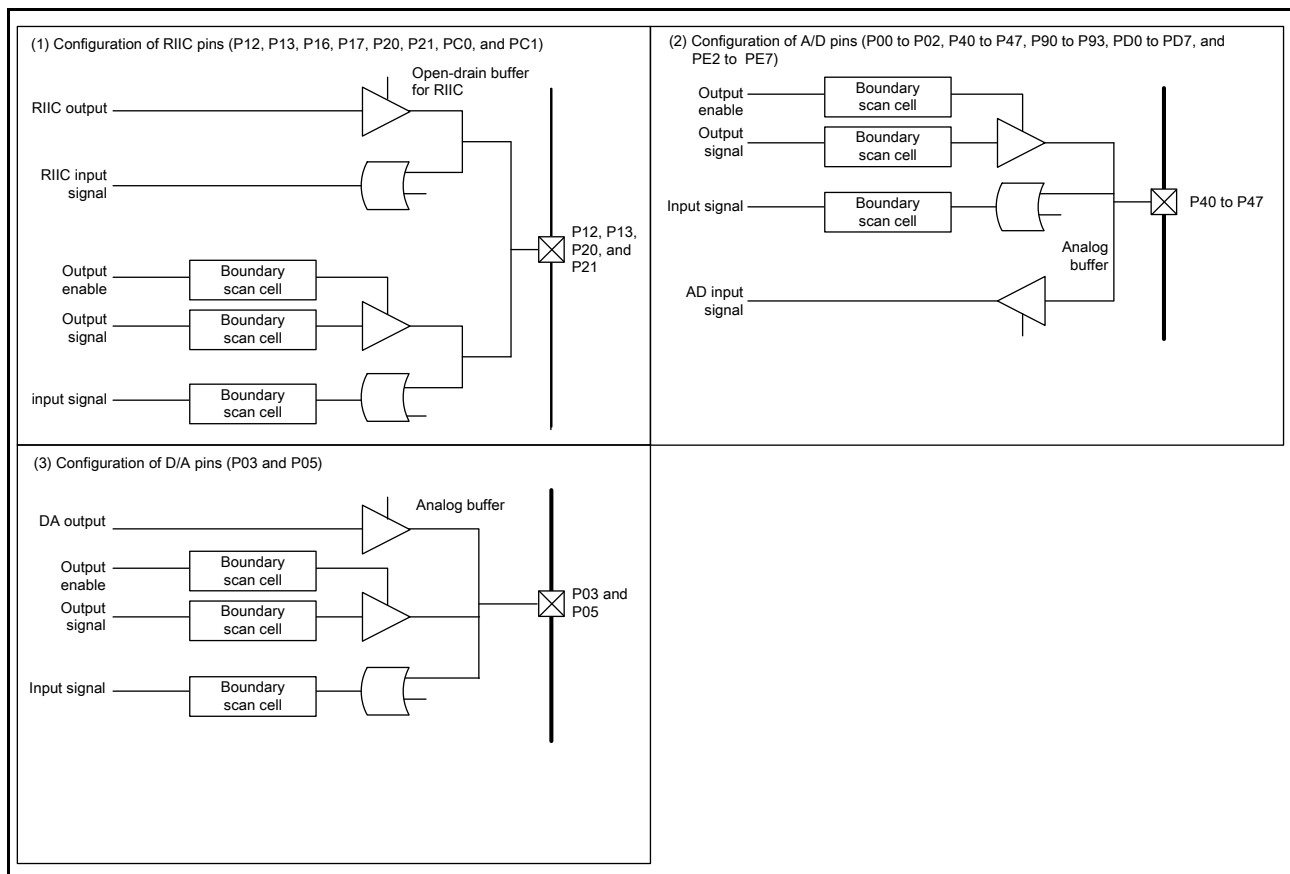 (1) Configuration of RIIC pins (P12, P13, P16, P17, P20, P21, PC0, and PC1)
Open-drain buffer
for RIIC
RIIC output
RIIC input
signal
P12, P13,
P20, and
P21
Output
enable
Boundary
scan cell
Output
signal
Boundary
scan cell
input signal
Boundary
scan cell
(2) Configuration of A/D pins (P00 to P02, P40 to P47, P90 to P93, PD0 to PD7, and
PE2 to PE7)
Output
enable
Boundary
scan cell
Output
signal
Boundary
scan cell
Input signal
Boundary
scan cell
P40 to P47
Analog
buffer
AD input
signal
(3) Configuration of D/A pins (P03 and P05)
Analog buffer
DA output
Output
enable
Boundary
scan cell
Output
signal
Boundary
scan cell
P03 and
P05
Input signal
Boundary
scan cell